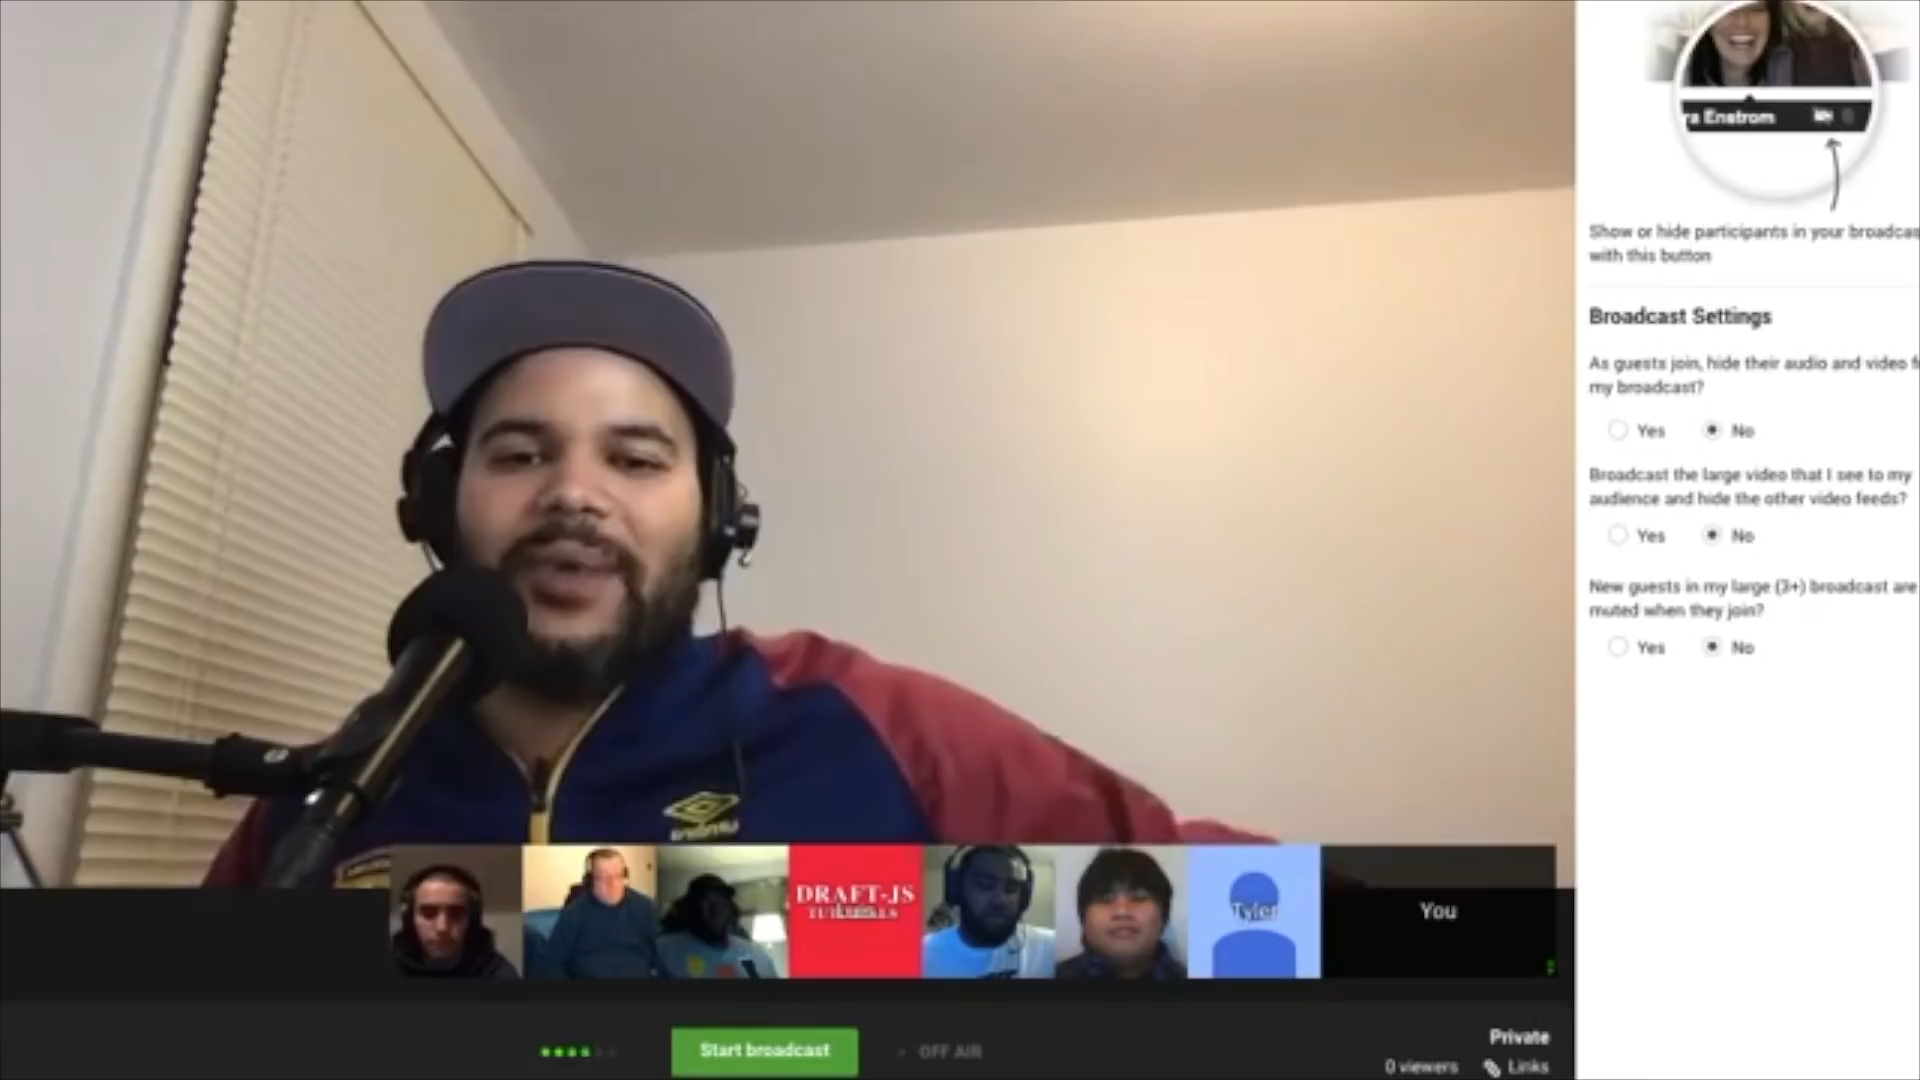 ra Enstrom
Show or hide participants in your broadcas
with this button
Broadcast Settings
As guests join, hide their audio and video f
my broadcast?
Yes No
Broadcast the large video that I see to my
audience and hide the other video feeds?
Yes No
New guests in my large (3+) broadcast are
muted when they join?
Yes No
umbro
DRAFT-JS
Tyler
You
Start broadcast
OFF AIR
Private
0 viewers
Links